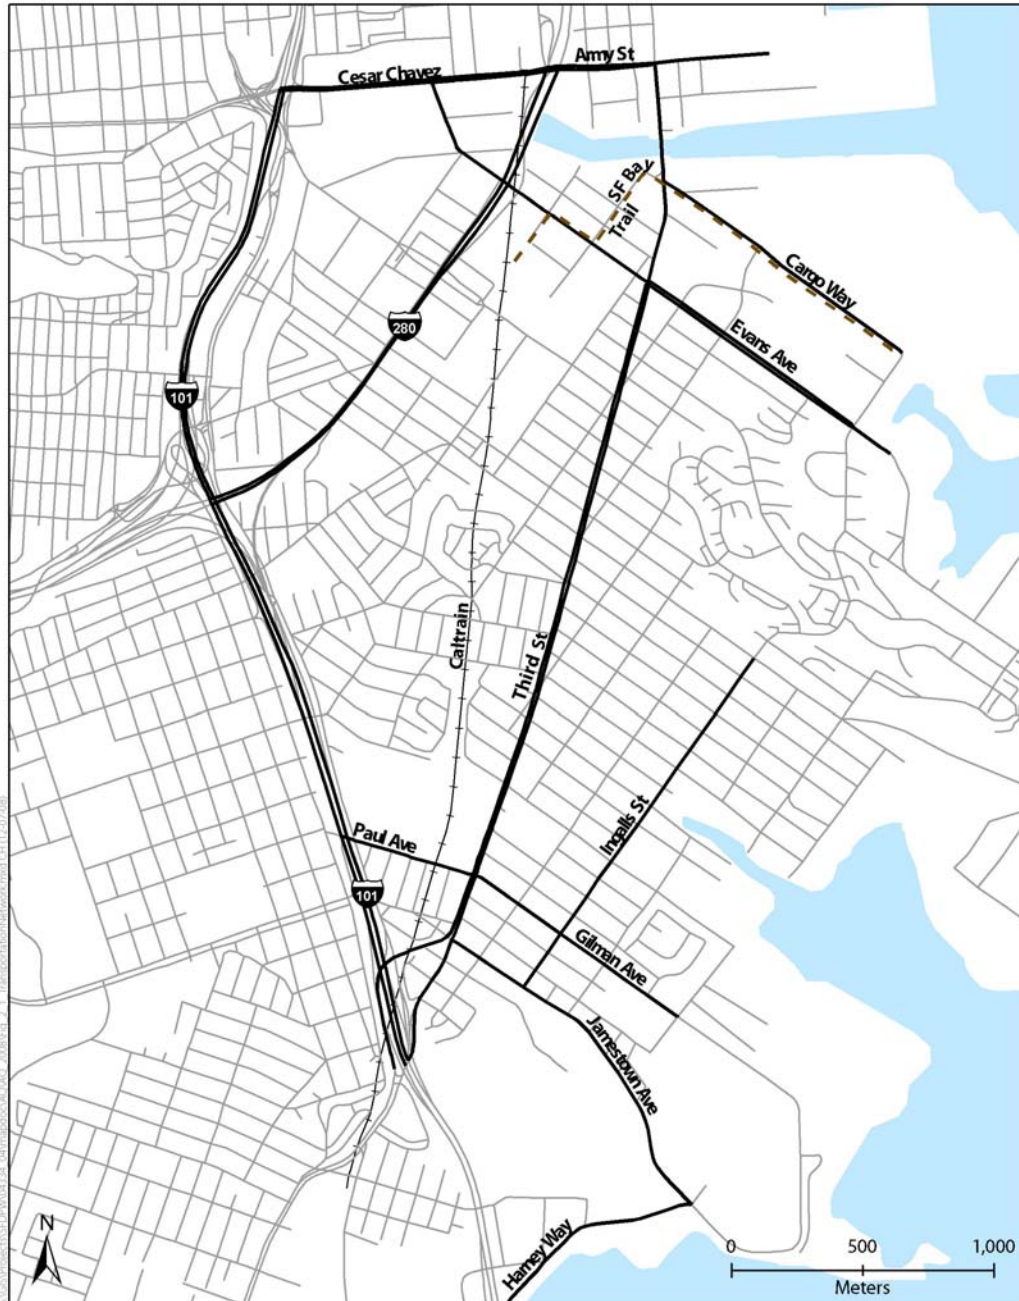 Army St
Cesar Chavez
SF Bay
Trail
Cargo Way
280
Evans Ave
101
Caltrain
Third St
Ingalls St
Paul Ave
101
Gilman Ave
Jamestown Ave
Harney Way
N
0 500 1,000
Meters